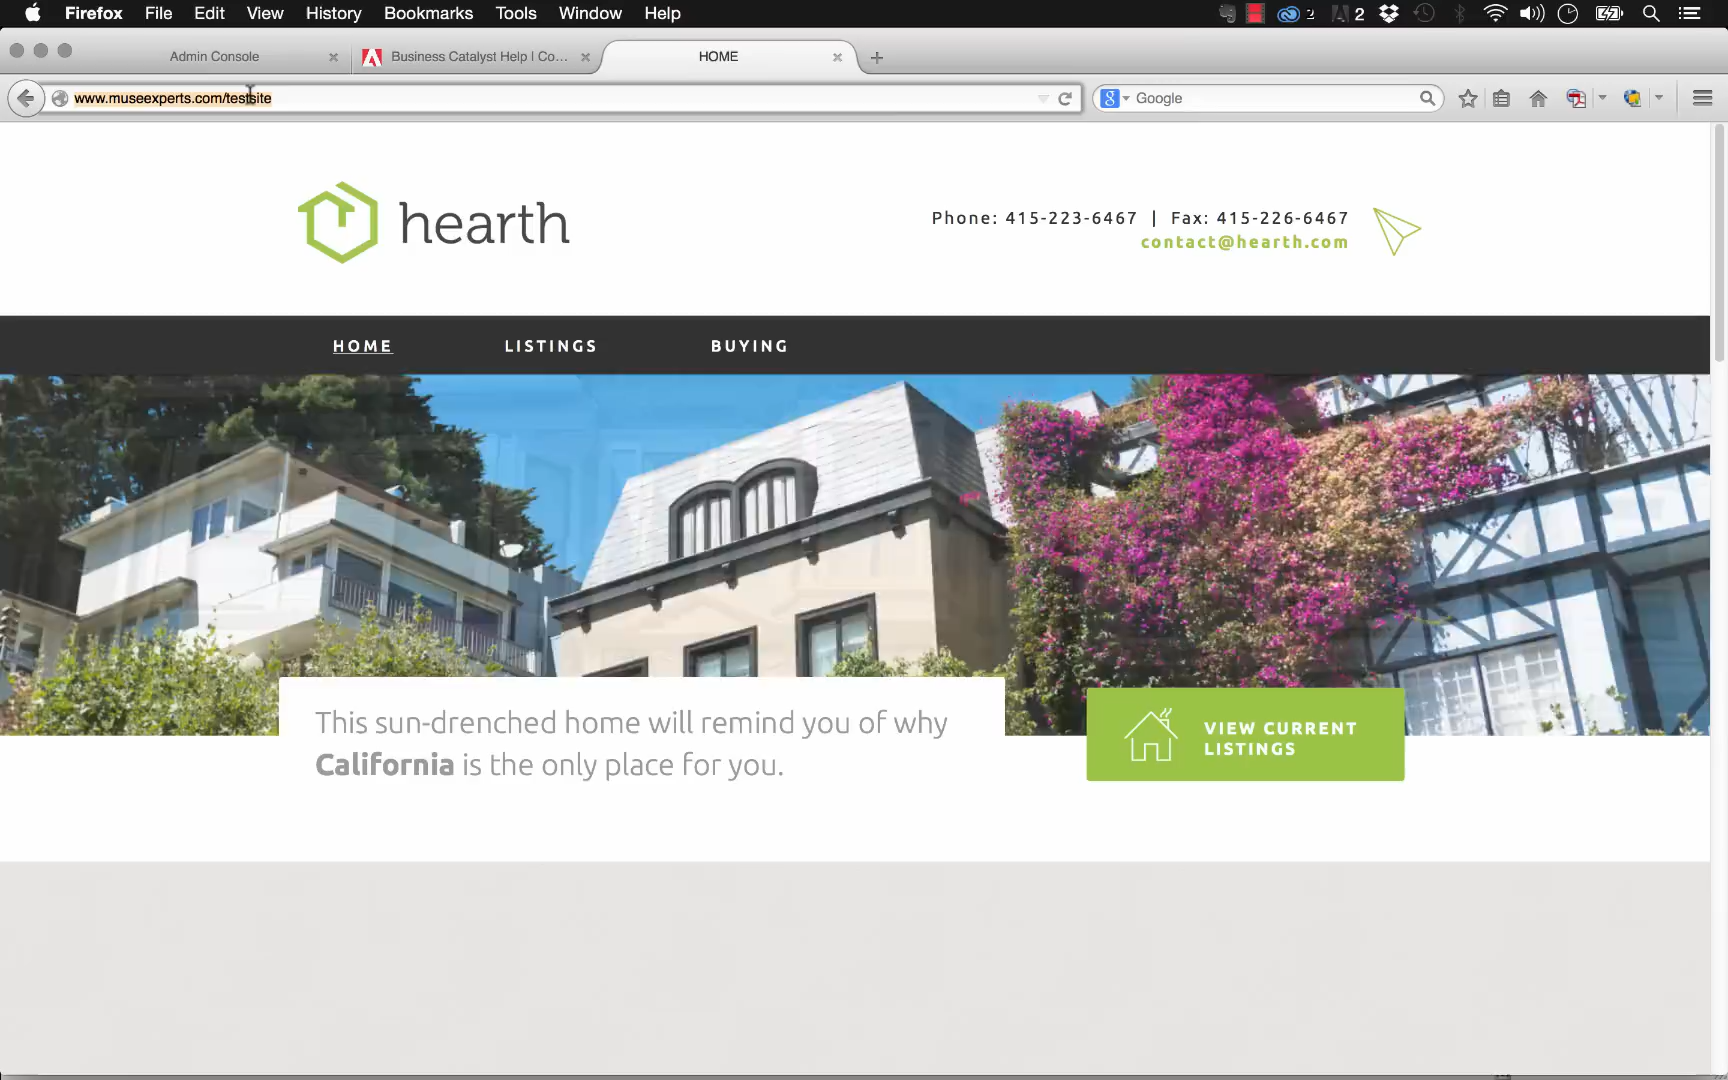 Firefox File Edit View History Bookmarks Tools Window Help 2 2
Admin Console Business Catalyst Help | Co... HOME
www.museexperts.com/testsite Google
hearth
Phone: 415-223-6467 | Fax: 415-226-6467
contact@hearth.com
HOME LISTINGS BUYING
This sun-drenched home will remind you of why
California is the only place for you.
VIEW CURRENT
LISTINGS